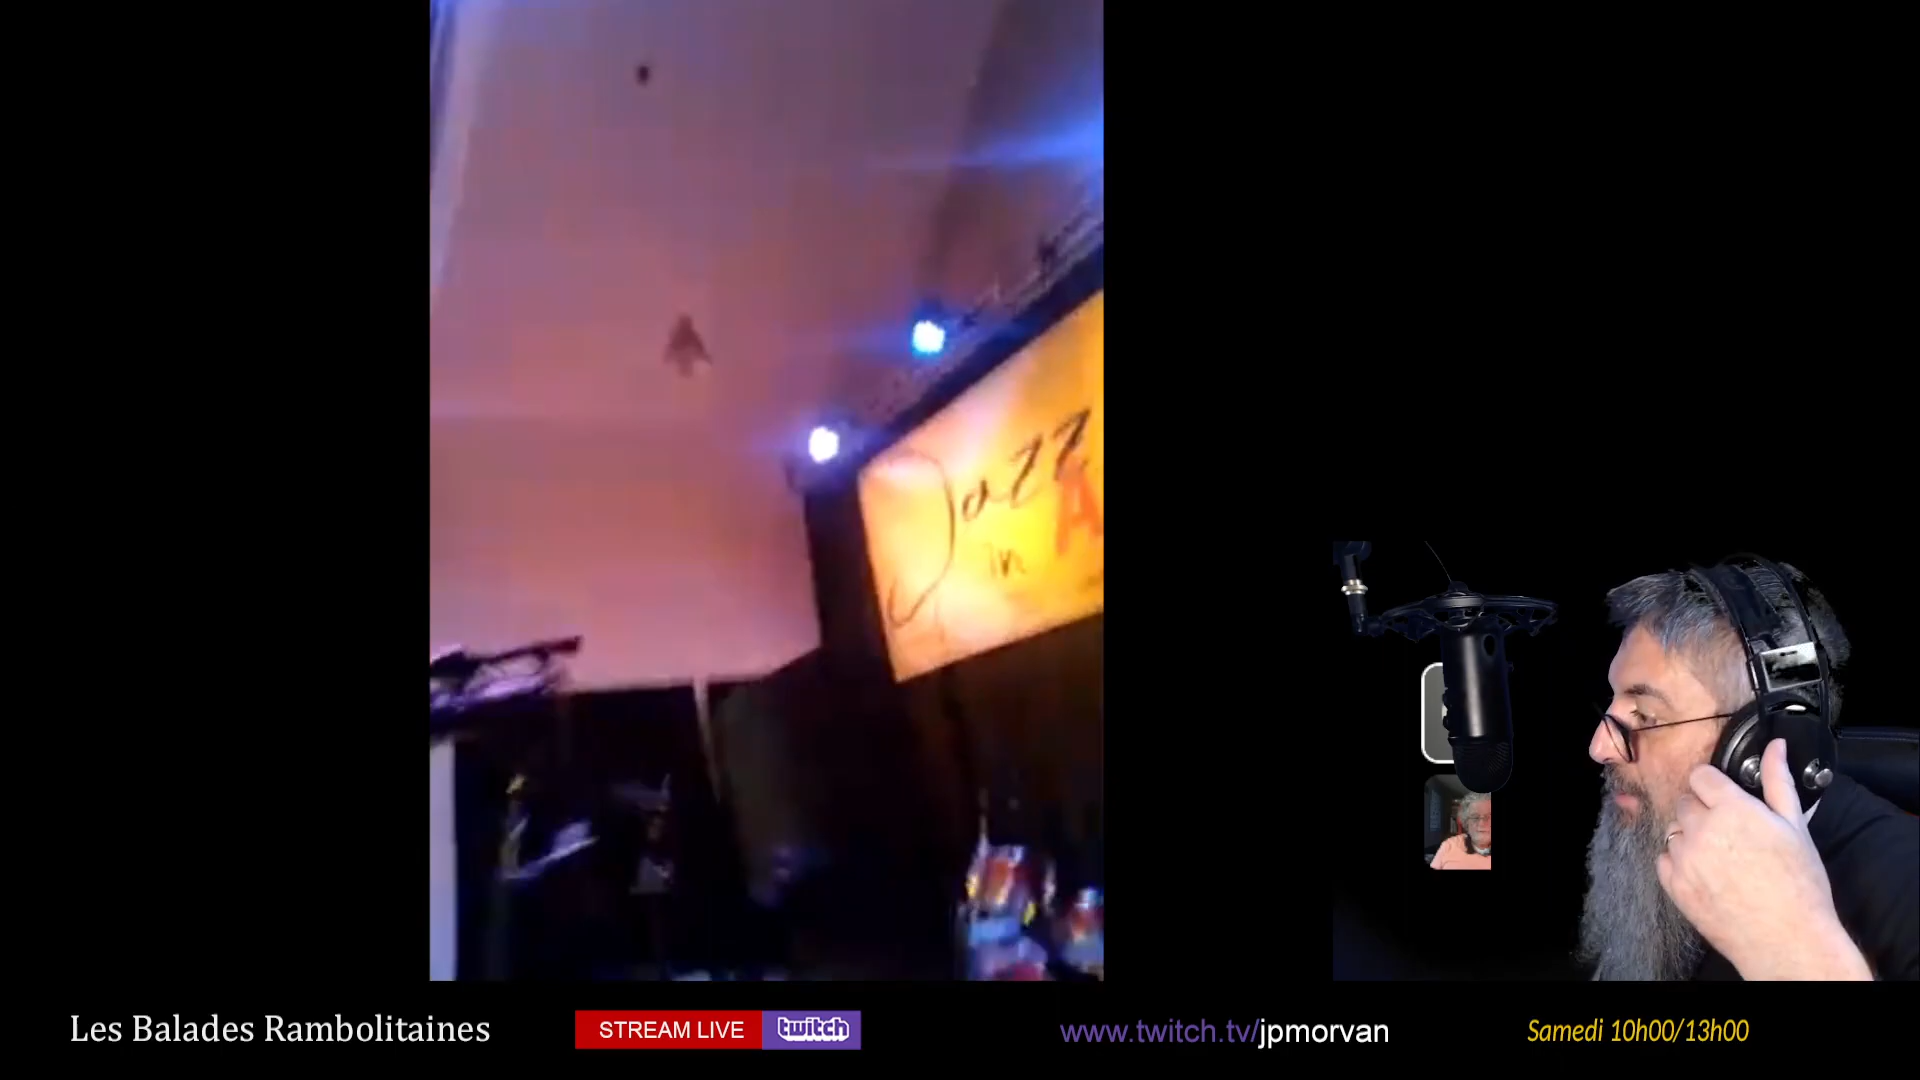 Jazz
in A
Les Balades Rambolitaines
STREAM LIVE twitch
www.twitch.tv/jpmorvan
Samedi 10h00/13h00